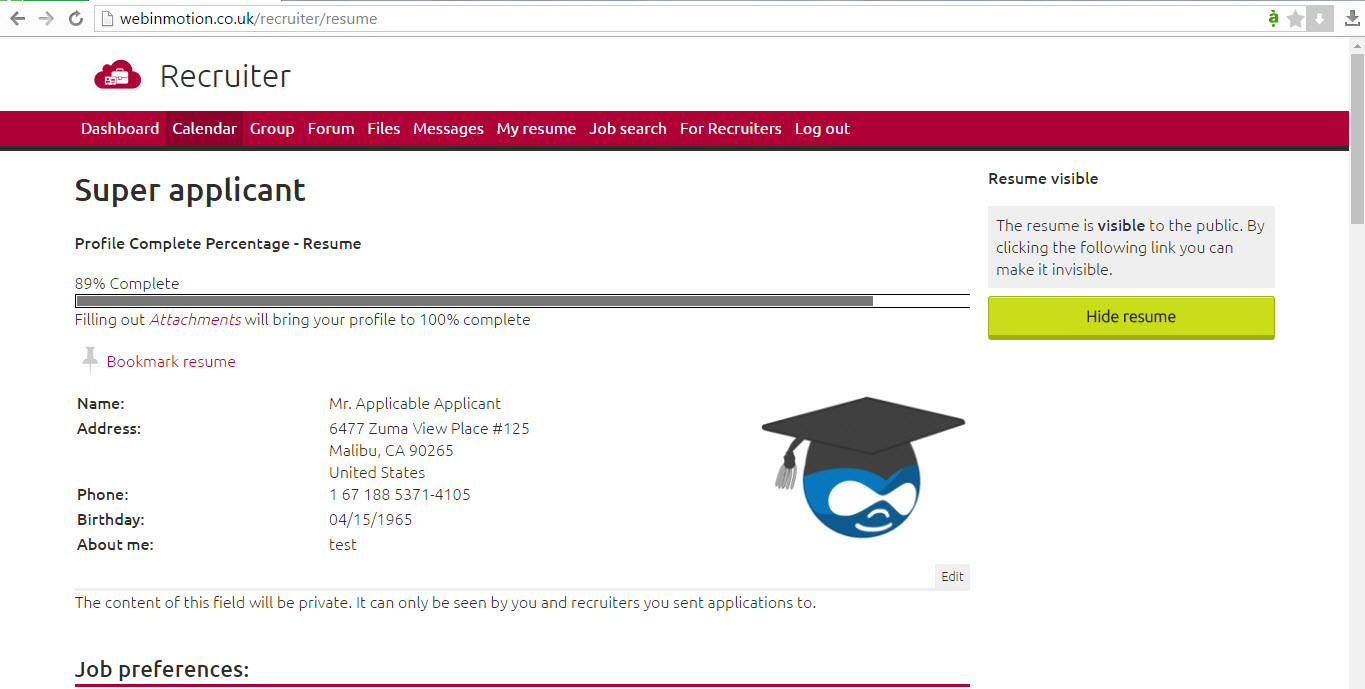 webinmotion.co.uk/recruiter/resume
Recruiter
Dashboard Calendar Group Forum Files Messages My resume Job search For Recruiters Log out
Super applicant
Profile Complete Percentage - Resume
89% Complete
Filling out Attachments will bring your profile to 100% complete
Bookmark resume
Name: Mr. Applicable Applicant
Address: 6477 Zuma View Place #125
Malibu, CA 90265
United States
Phone: 1 67 188 5371-4105
Birthday: 04/15/1965
About me: test
Edit
The content of this field will be private. It can only be seen by you and recruiters you sent applications to.
Job preferences:
Resume visible
The resume is visible to the public. By
clicking the following link you can
make it invisible.
Hide resume